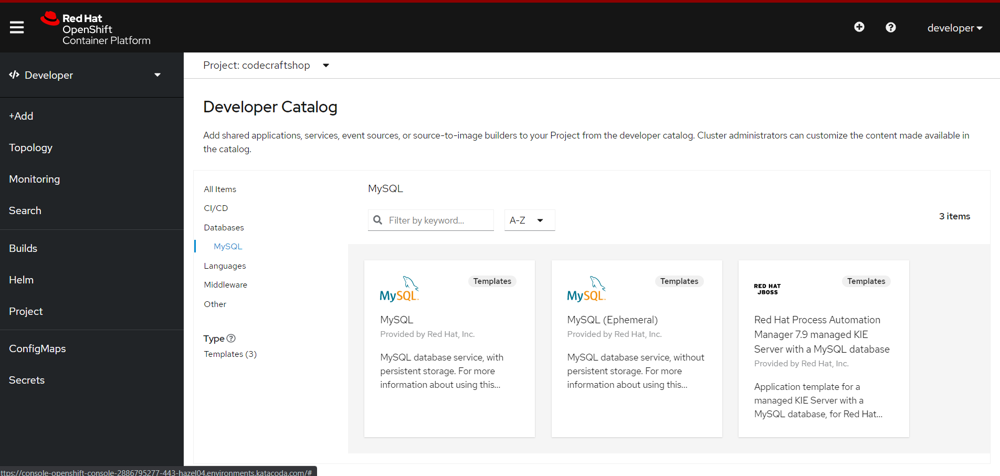 Red Hat
OpenShift
Container Platform
developer
Developer
Project: codecraftshop
+Add
Topology
Monitoring
Search
Builds
Helm
Project
ConfigMaps
Secrets
Developer Catalog
Add shared applications, services, event sources, or source-to-image builders to your Project from the developer catalog. Cluster administrators can customize the content made available in
the catalog.
All Items
CI/CD
Databases
MySQL
Languages
Middleware
Other
Type
Templates (3)
MySQL
Filter by keyword...
A-Z
3 items
MySQL™
Templates
MySQL
Provided by Red Hat, Inc.
MySQL database service, with
persistent storage. For more
information about using this...
MySQL™
Templates
MySQL (Ephemeral)
Provided by Red Hat, Inc.
MySQL database service, without
persistent storage. For more
information about using this...
RED HAT
JBOSS
Templates
Red Hat Process Automation
Manager 7.9 managed KIE
Server with a MySQL database
Provided by Red Hat, Inc.
Application template for a
managed KIE Server with a
MySQL database, for Red Hat...
ttps://console-openshift-console-2886795277-443-hazel04.environments.katacoda.com/#